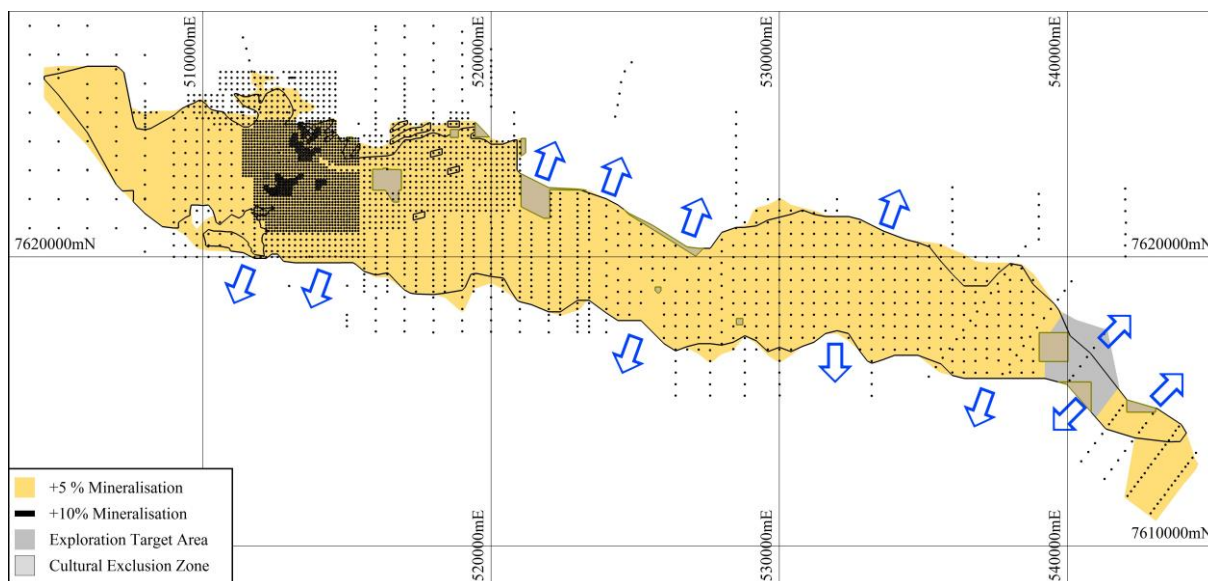 510000mE
520000mE
530000mE
540000mE
7620000mN
7620000mN
7610000mN
+5 % Mineralisation
+10% Mineralisation
Exploration Target Area
Cultural Exclusion Zone
520000mE
530000mE
540000mE